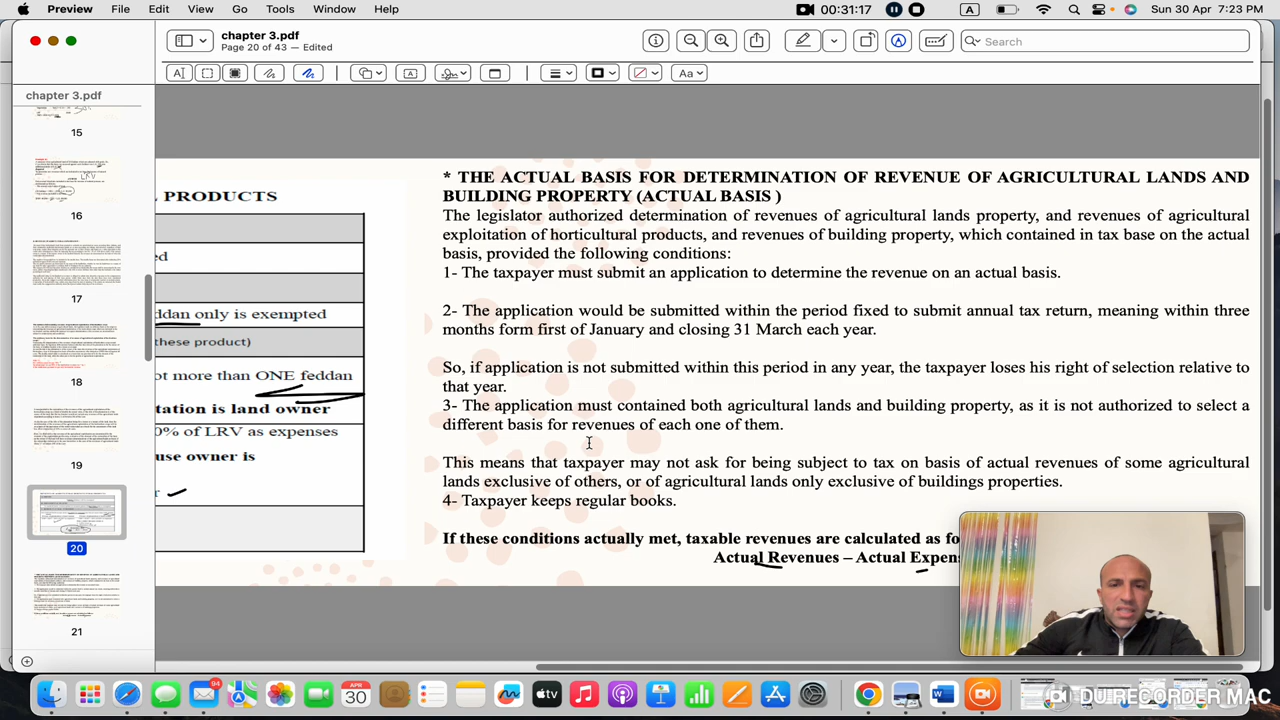 Preview File Edit View Go Tools Window Help
00:31:17 A Sun 30 Apr 7:23 PM
chapter 3.pdf
Page 20 of 43 — Edited
Search
Aa
chapter 3.pdf
15
16
17
18
19
20
21
PRODUCTS
ed
ddan only is exempted
these product)
ot more than ONE feddan
tation is land owner
0% if land
use owner is
r
* THE ACTUAL BASIS FOR DETERMINATION OF REVENUE OF AGRICULTURAL LANDS AND
BUILDING PROPERTY (ACTUAL BASIS )
The legislator authorized determination of revenues of agricultural lands property, and revenues of agricultural
expoitation of horticultural products, and revenues of building property, which contained in tax base of the actual
basis provided the following conditions:
1- The taxpayer must submit an application to determine the revenue on an actual basis.
2- The application would be submitted within the period fixed to submit annual tax return, meaning within three
months form first of January and closing 31 March each year.
So, if application is not submitted within this period in any year, the taxpayer loses his right of selection relative to
that year.
3- The application must contained both agricultural lands and building property, as it is not authorized to select a
different basis for revenues of each one of them.
This means that taxpayer may not ask for being subject to tax on basis of actual revenues of some agricultural
lands exclusive of others, or of agricultural lands only exclusive of buildings properties.
4- Taxpayer keep regular books.
If these conditions actually met, taxable revenues are calculated as fo
Actual Revenues – Actual Expen
94
APR
30
DU RECORDER MAC